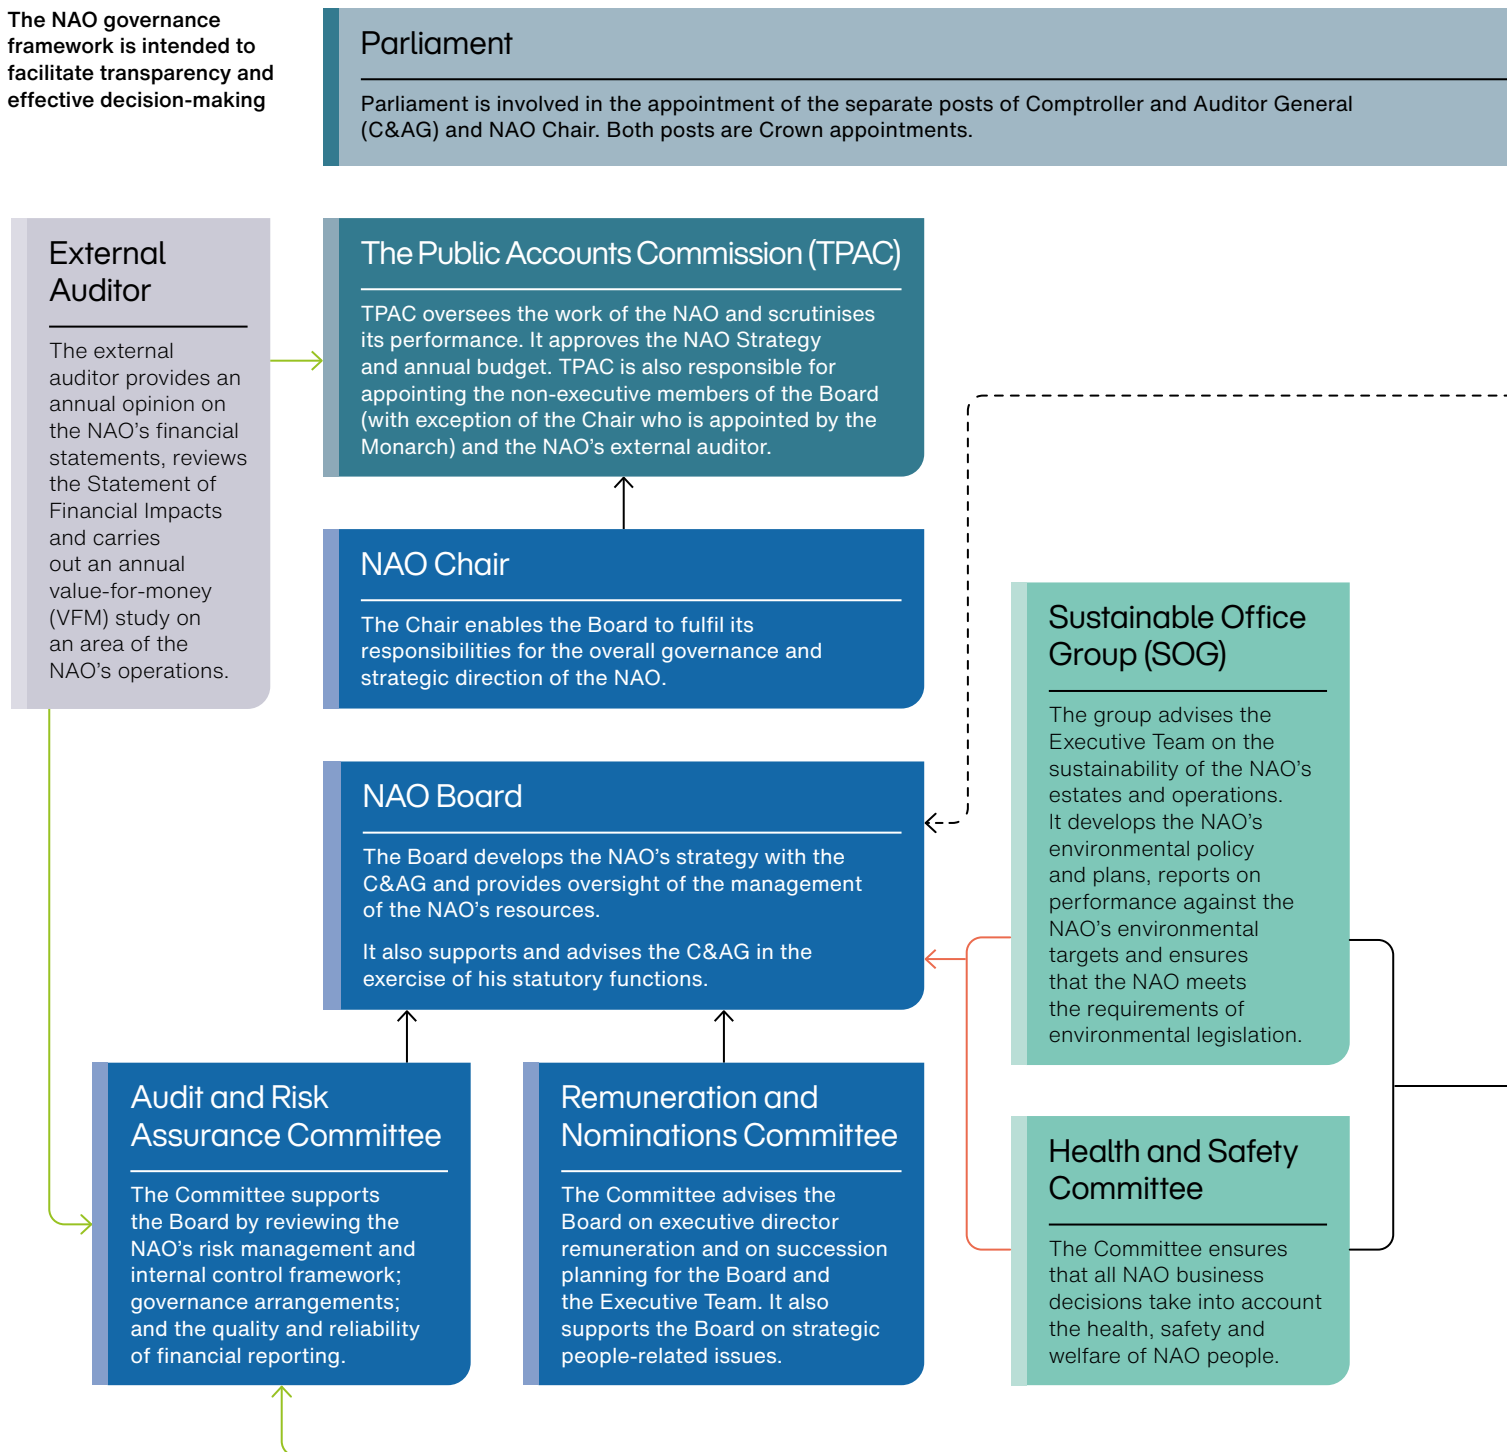 The NAO governance
framework is intended to
facilitate transparency and
effective decision-making
Parliament
Parliament is involved in the appointment of the separate posts of Comptroller and Auditor General
(C&AG) and NAO Chair. Both posts are Crown appointments.
External
Auditor
The external
auditor provides an
annual opinion on
the NAO’s financial
statements, reviews
the Statement of
Financial Impacts
and carries
out an annual
value-for-money
(VFM) study on
an area of the
NAO’s operations.
The Public Accounts Commission (TPAC)
TPAC oversees the work of the NAO and scrutinises
its performance. It approves the NAO Strategy
and annual budget. TPAC is also responsible for
appointing the non-executive members of the Board
(with exception of the Chair who is appointed by the
Monarch) and the NAO’s external auditor.
NAO Chair
The Chair enables the Board to fulfil its
responsibilities for the overall governance and
strategic direction of the NAO.
NAO Board
The Board develops the NAO’s strategy with the
C&AG and provides oversight of the management
of the NAO’s resources.
It also supports and advises the C&AG in the
exercise of his statutory functions.
Sustainable Office
Group (SOG)
The group advises the
Executive Team on the
sustainability of the NAO’s
estates and operations.
It develops the NAO’s
environmental policy
and plans, reports on
performance against the
NAO’s environmental
targets and ensures
that the NAO meets
the requirements of
environmental legislation.
Audit and Risk
Assurance Committee
The Committee supports
the Board by reviewing the
NAO’s risk management and
internal control framework;
governance arrangements;
and the quality and reliability
of financial reporting.
Remuneration and
Nominations Committee
The Committee advises the
Board on executive director
remuneration and on succession
planning for the Board and
the Executive Team. It also
supports the Board on strategic
people-related issues.
Health and Safety
Committee
The Committee ensures
that all NAO business
decisions take into account
the health, safety and
welfare of NAO people.